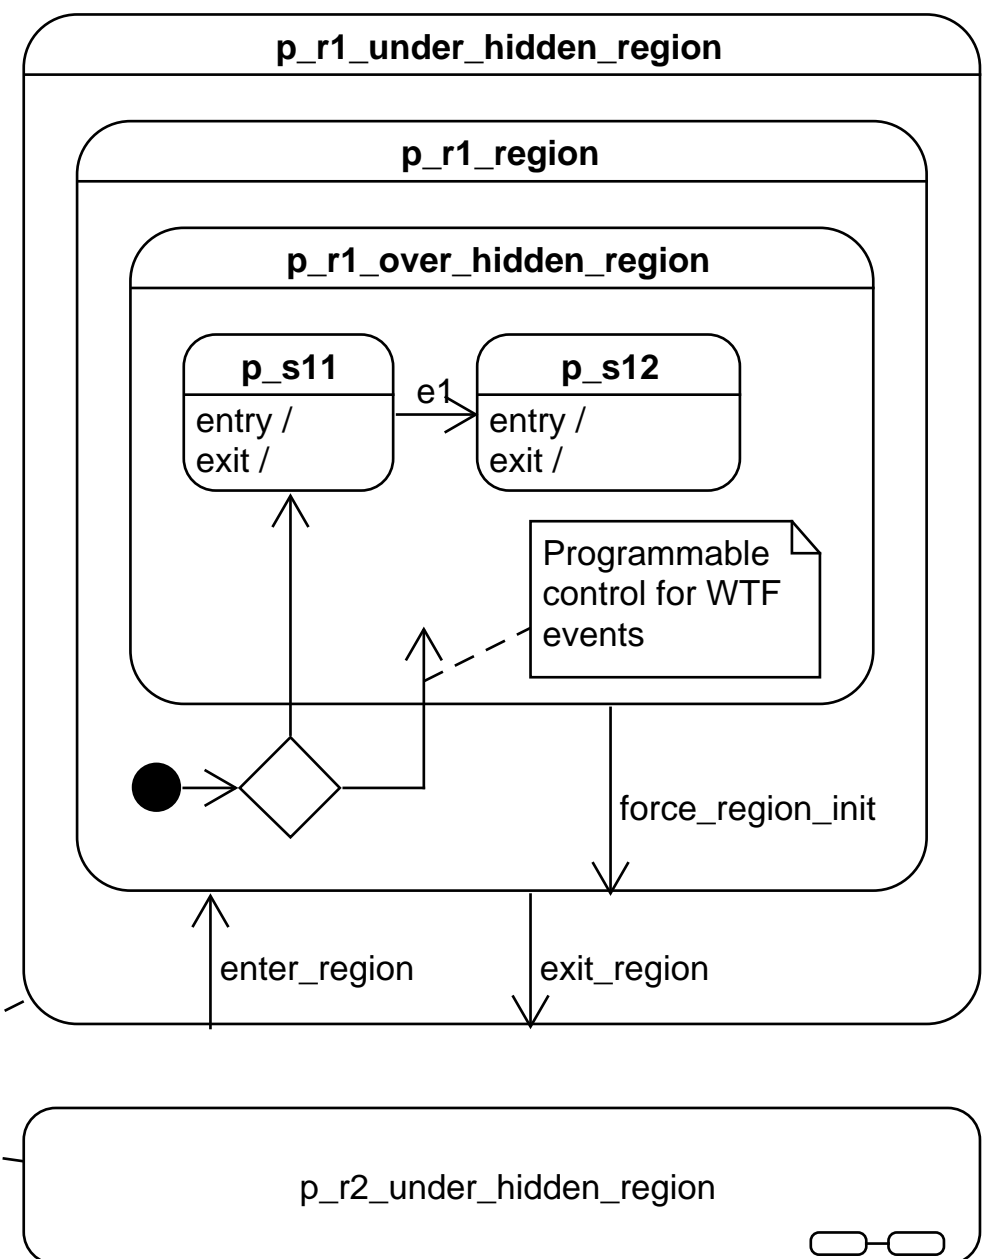 p_r1_under_hidden_region
p_r1_region
p_r1_over_hidden_region
p_s11
entry /
exit /
e1
p_s12
entry /
exit /
Programmable
control for WTF
events
force_region_init
enter_region
exit_region
p_r2_under_hidden_region